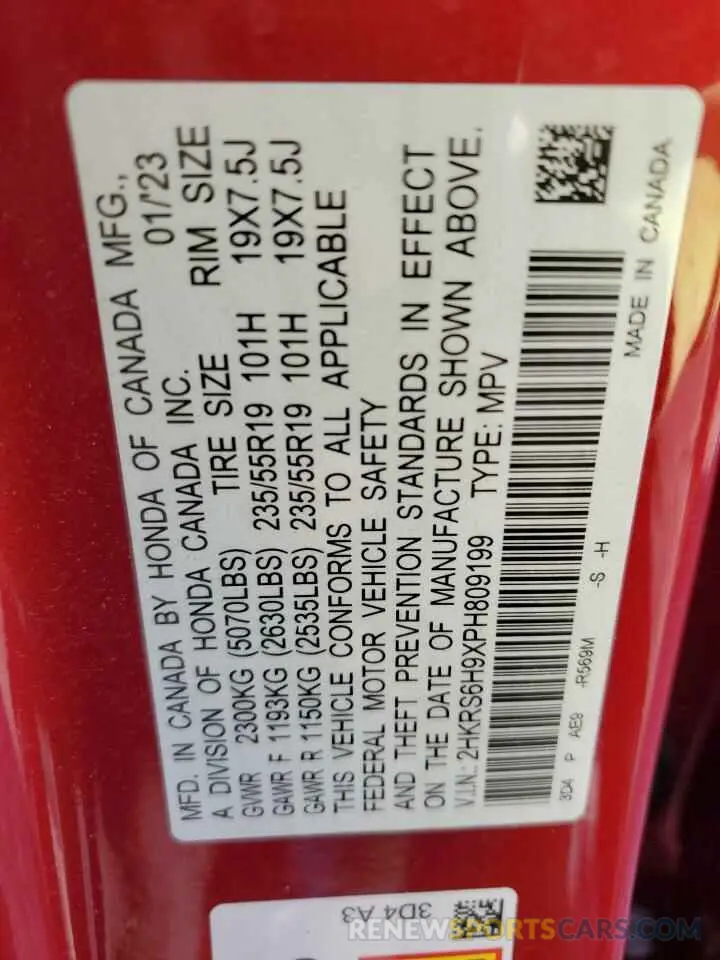 MFD. IN CANADA BY HONDA OF CANADA MFG.,
A DIVISION OF HONDA CANADA INC. 01/'23
GVWR 2300KG (5070LBS) TIRE SIZE RIM SIZE
GAWR F 1193KG (2630LBS) 235/55R19 101H 19X7.5J
GAWR R 1150KG (2535LBS) 235/55R19 101H 19X7.5J
THIS VEHICLE CONFORMS TO ALL APPLICABLE
FEDERAL MOTOR VEHICLE SAFETY
AND THEFT PREVENTION STANDARDS IN EFFECT
ON THE DATE OF MANUFACTURE SHOWN ABOVE.
V.I.N.: 2HKRS6H9XPH809199 TYPE: MPV
3D4 P AE9 -R569M -S -H
MADE IN CANADA
3D4 A3
RENEWSPORTSCARS.COM